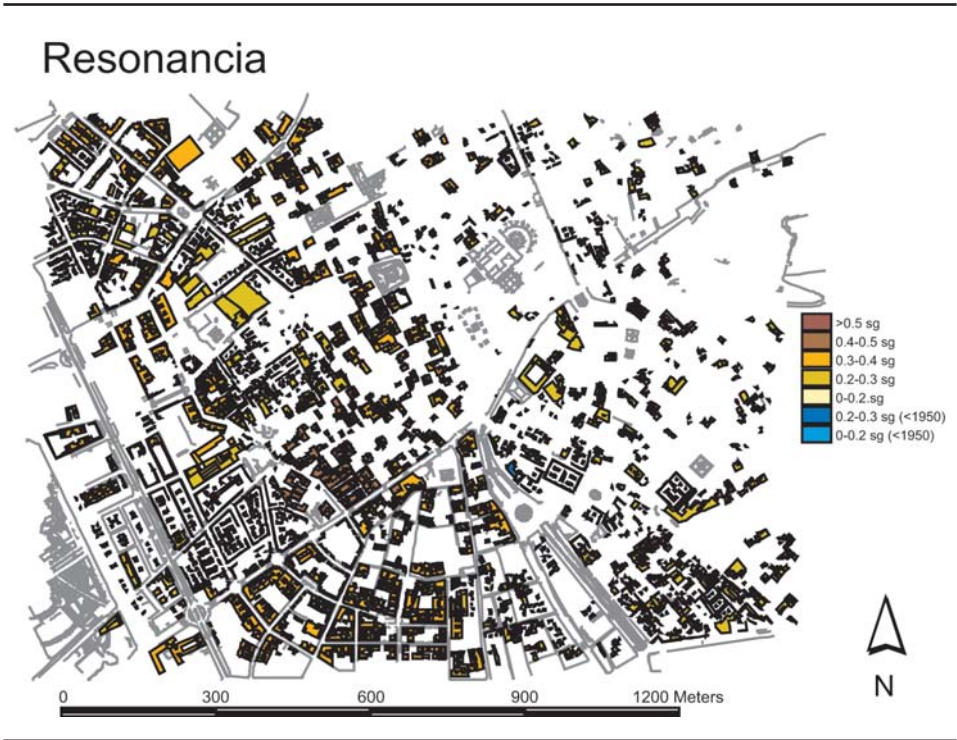 Resonancia
>0.5 sg
0.4-0.5 sg
0.3-0.4 sg
0.2-0.3 sg
0-0.2.sg
0.2-0.3 sg (<1950)
0-0.2 sg (<1950)
N
0 300 600 900 1200 Meters